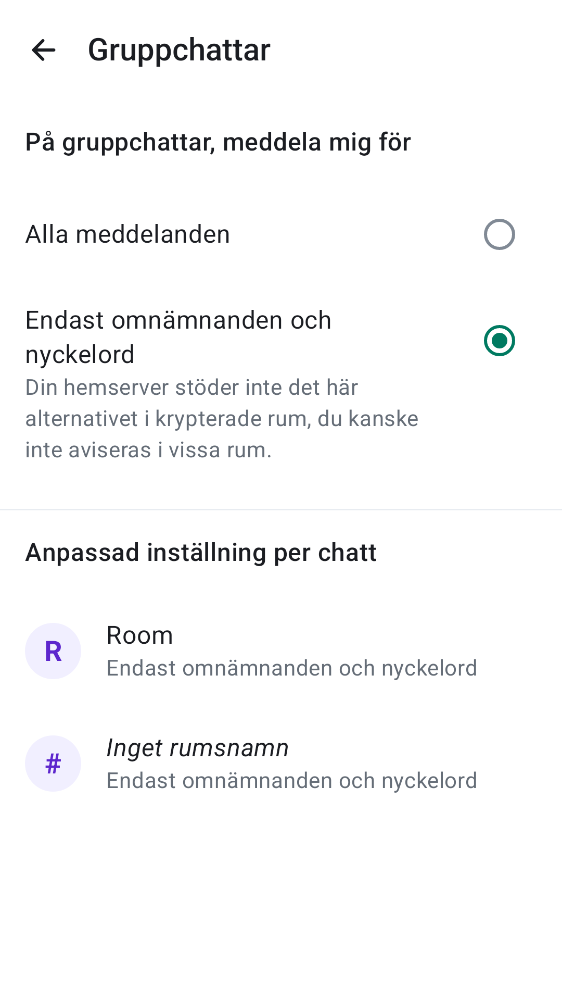 Gruppchattar
På gruppchattar, meddela mig för
Alla meddelanden
Endast omnämnanden och
nyckelord
Din hemserver stöder inte det här
alternativet i krypterade rum, du kanske
inte aviseras i vissa rum.
Anpassad inställning per chatt
R
Room
Endast omnämnanden och nyckelord
#
Inget rumsnamn
Endast omnämnanden och nyckelord